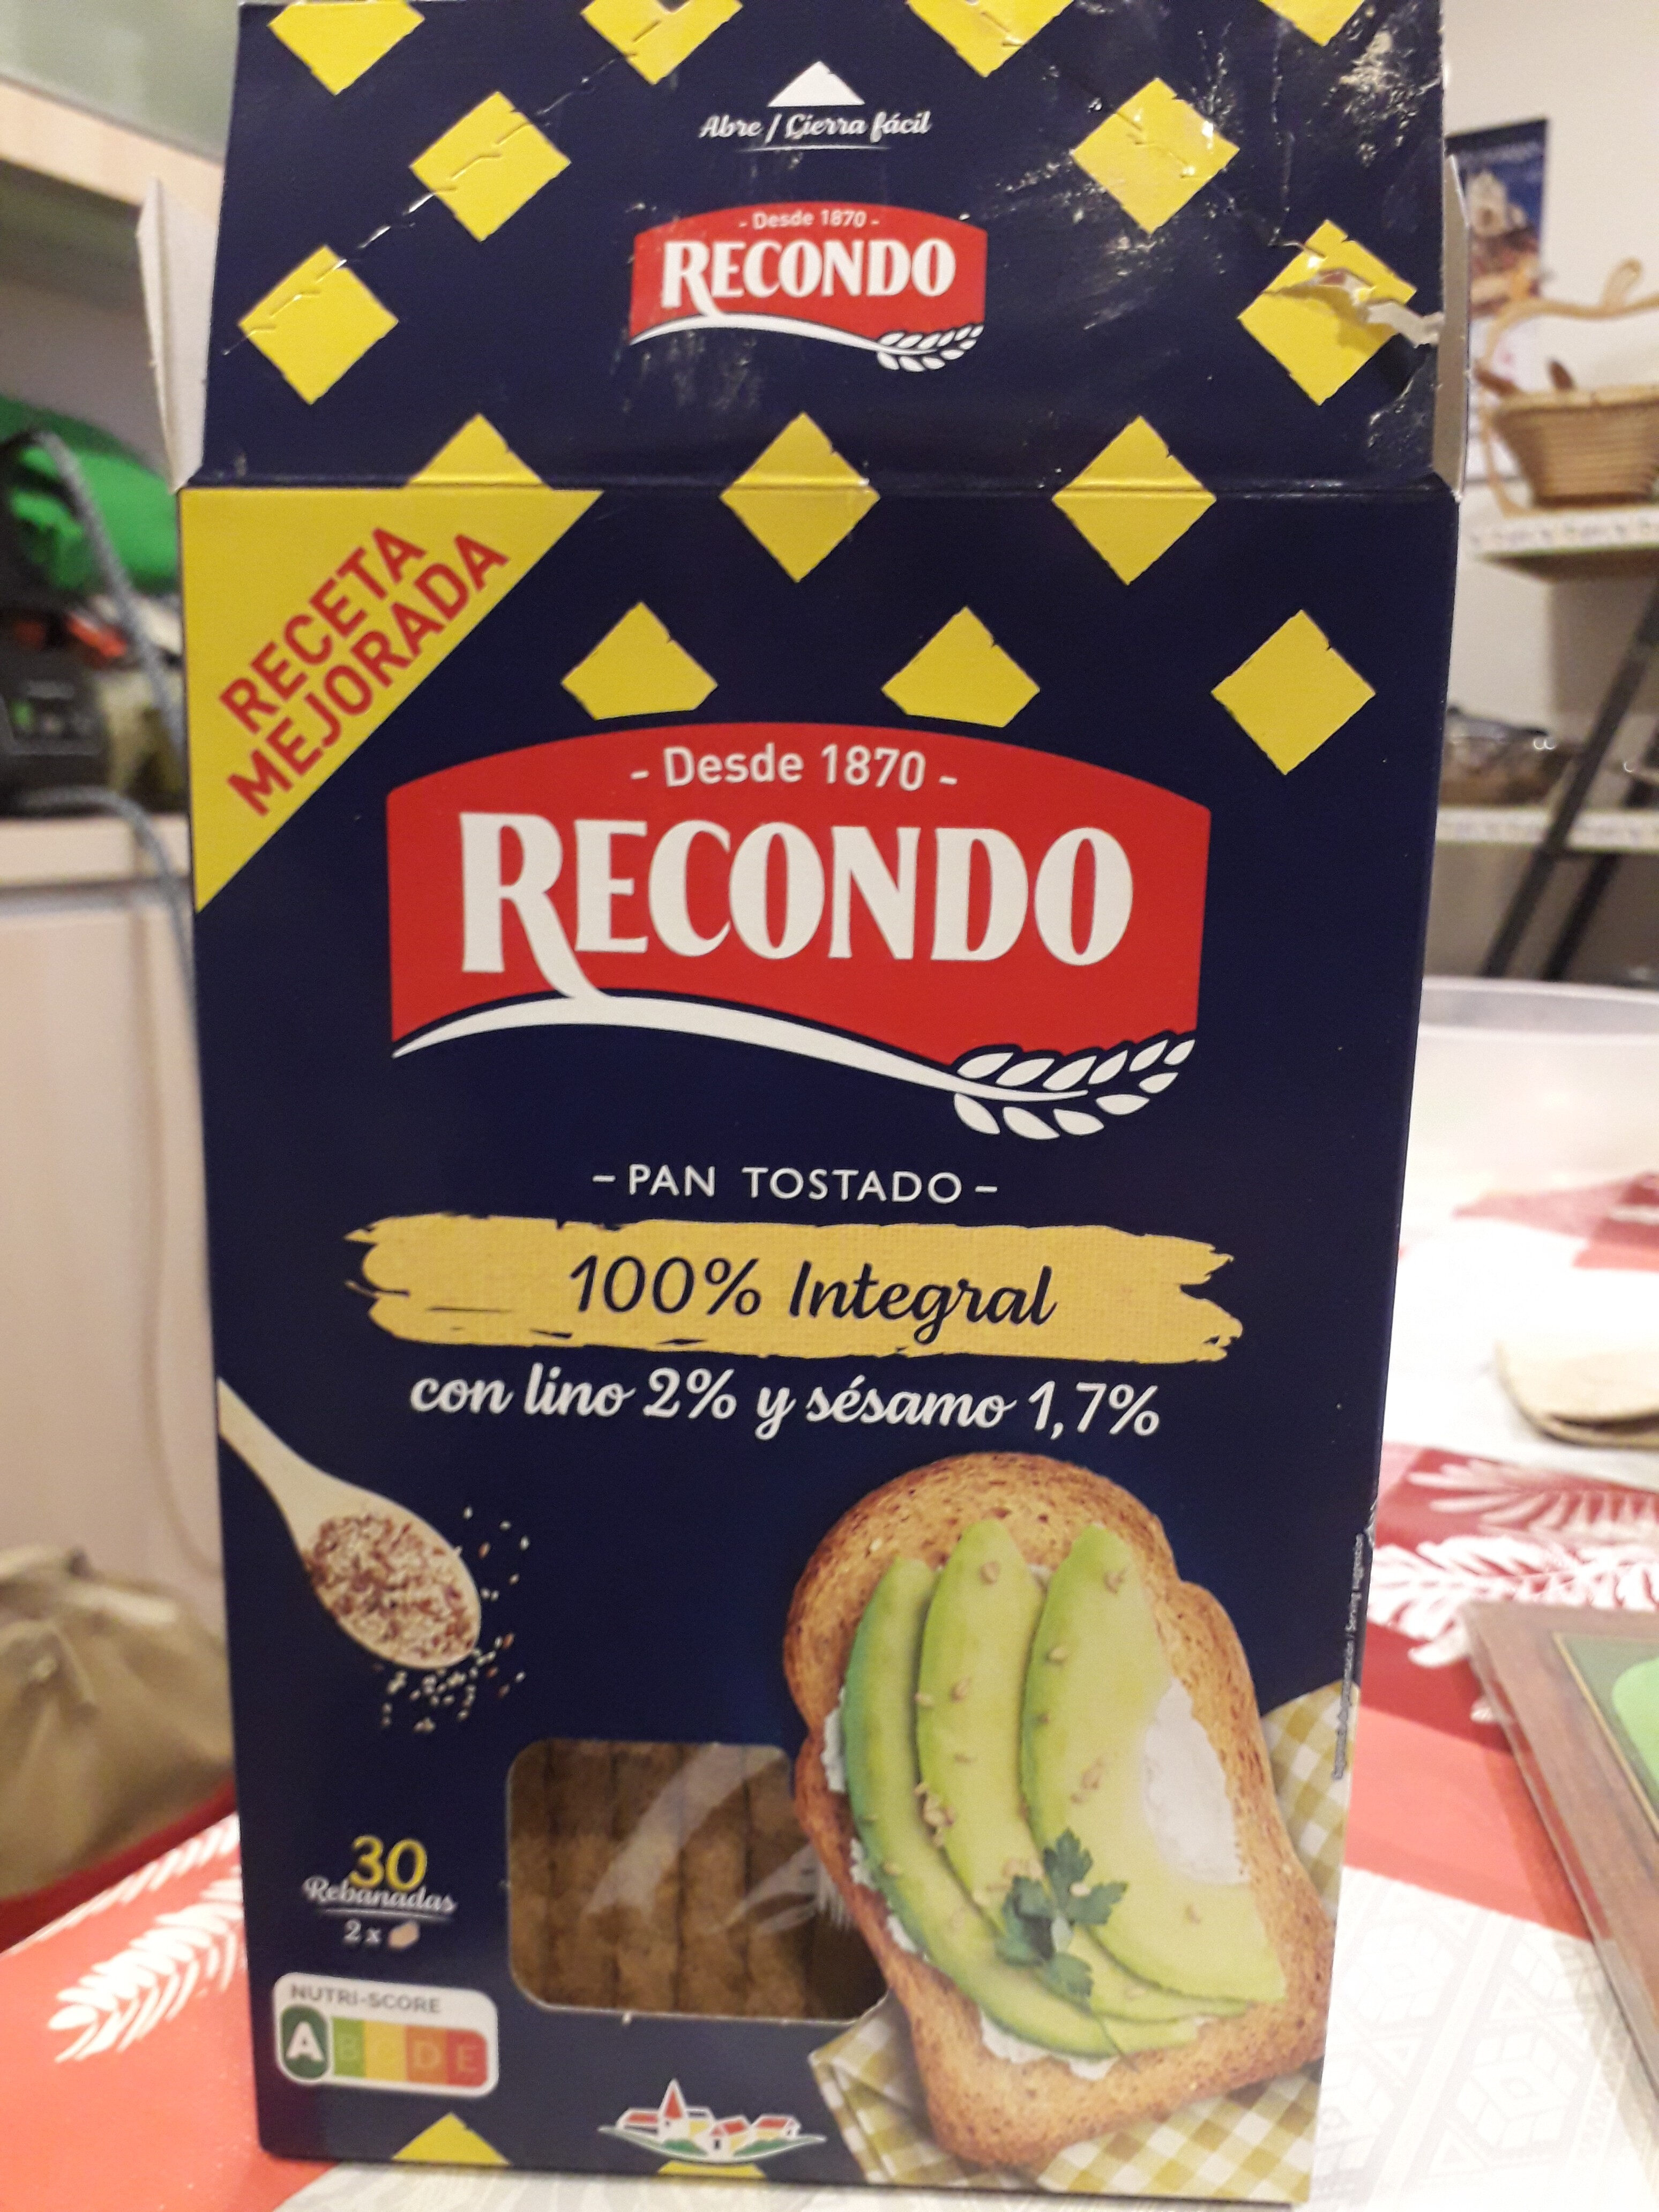 Abre / Cierra fácil
- Desde 1870 -
RECONDO
RECETA
MEJORADA
- Desde 1870 -
RECONDO
- PAN TOSTADO -
100% Integral
con lino 2% y sésamo 1,7%
30
Rebanadas
2 x
NUTRI-SCORE
A B C D E